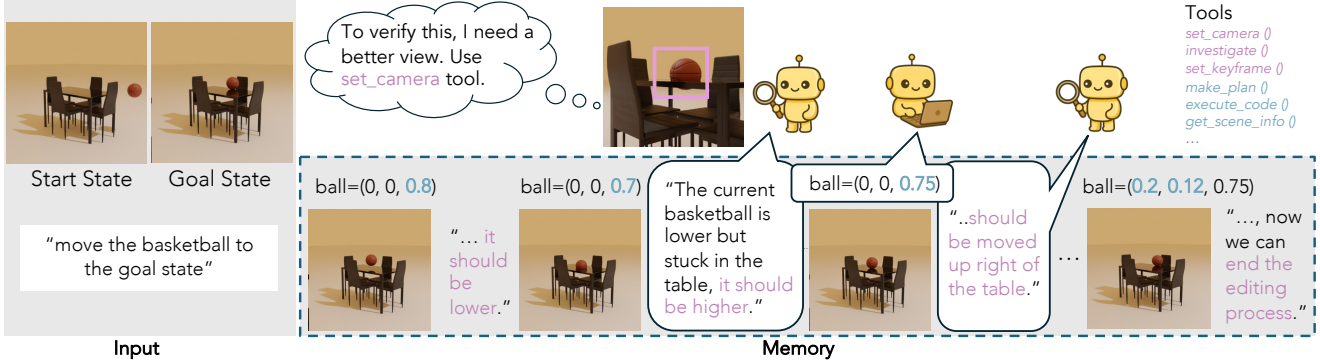 To verify this, I need a
better view. Use
set_camera tool.
Tools
set_camera ()
investigate ()
set_keyframe ()
make_plan ()
execute_code ()
get_scene_info ()
...
Start State
Goal State
"move the basketball to
the goal state"
Input
ball=(0, 0, 0.8)
"... it
should
be
lower."
ball=(0, 0, 0.7)
"The current
basketball is
lower but
stuck in the
table, it should
be higher."
ball=(0, 0, 0.75)
"..should
be moved
up right of
the table."
...
ball=(0.2, 0.12, 0.75)
"..., now
we can
end the
editing
process."
Memory